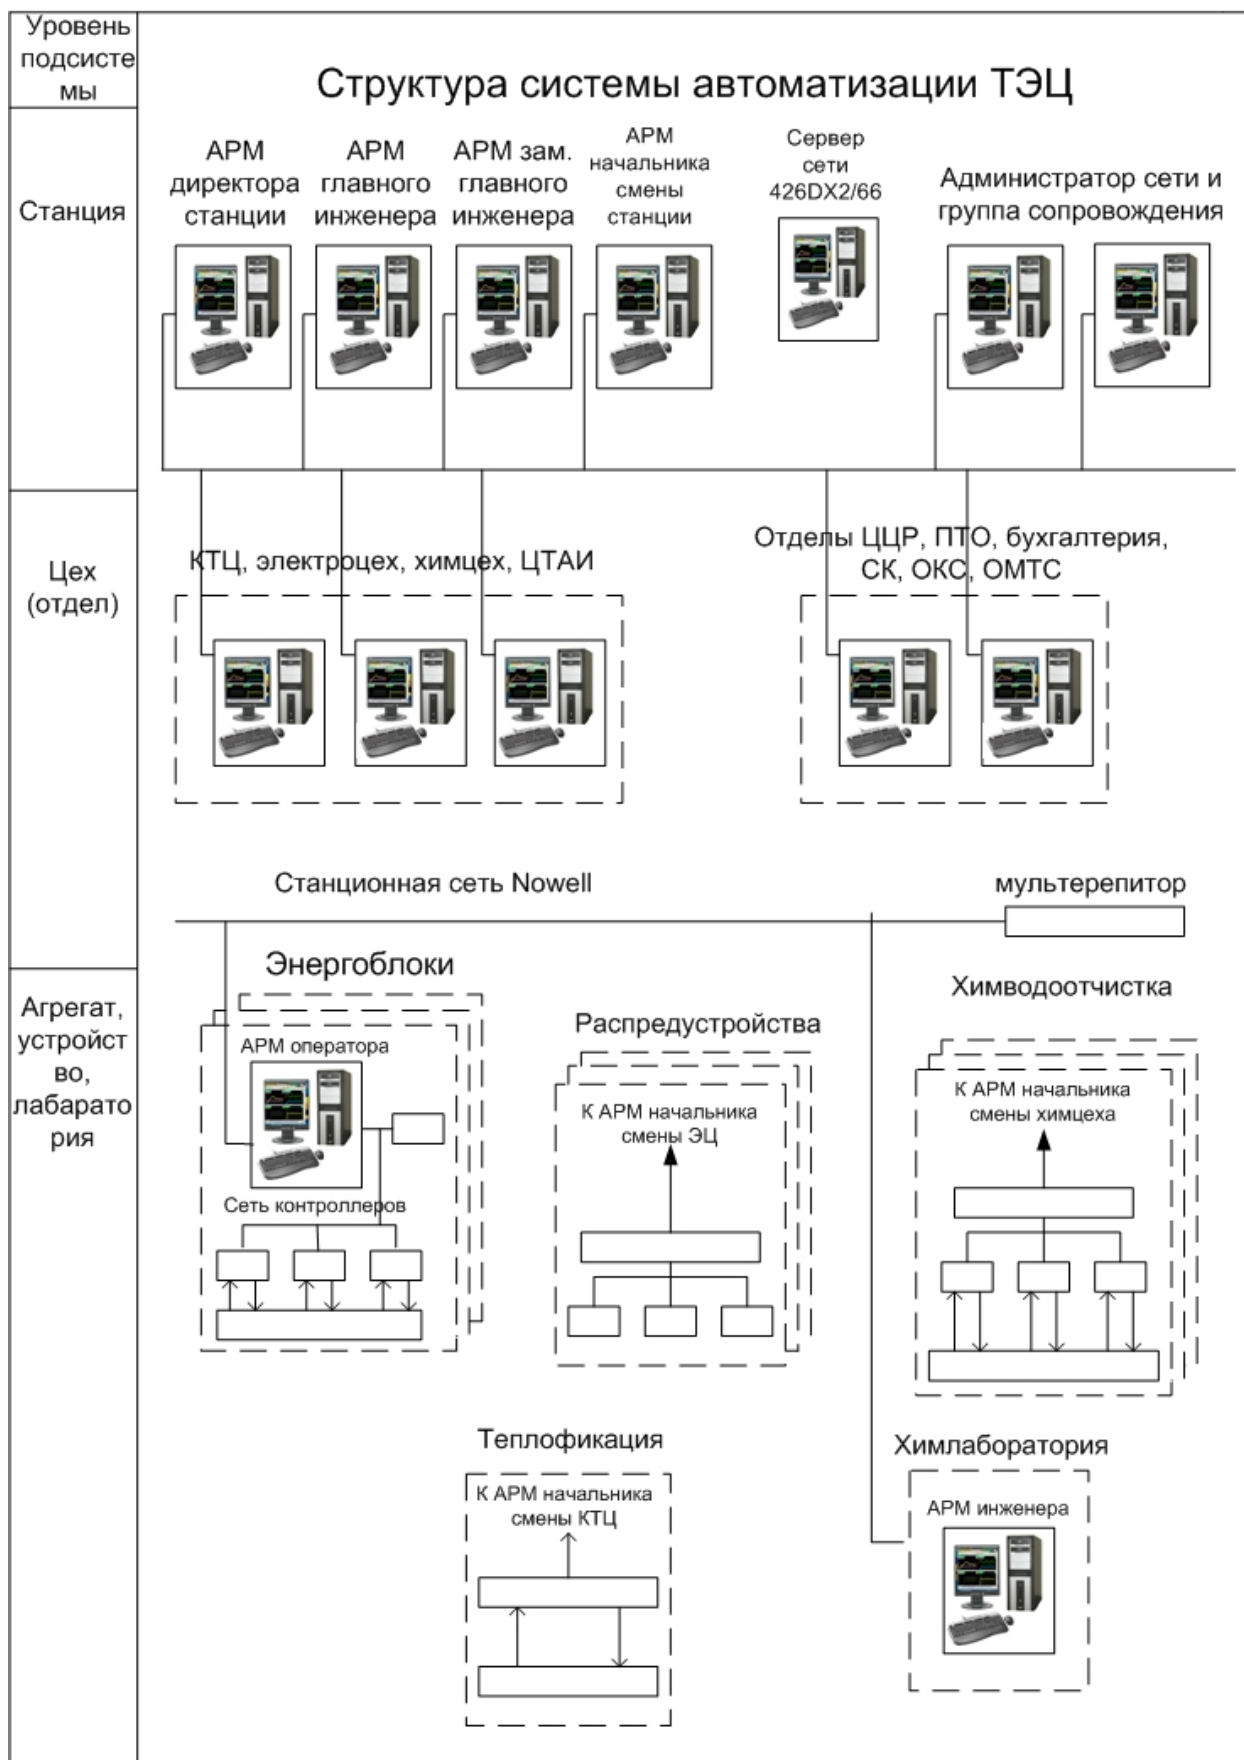 Уровень
подсисте
мы
Структура системы автоматизации ТЭЦ
Станция
АРМ
директора
станции
АРМ
главного
инженера
АРМ зам.
главного
инженера
АРМ
начальника
смены
станции
Сервер
сети
426DX2/66
Администратор сети и
группа сопровождения
Цех
(отдел)
КТЦ, электроцех, химцех, ЦТАИ
Отделы ЦЦР, ПТО, бухгалтерия,
СК, ОКС, ОМТС
Станционная сеть Nowell
мультерепитор
Агрегат,
устройст
во,
лабарато
рия
Энергоблоки
АРМ оператора
Сеть контроллеров
Распредустройства
К АРМ начальника
смены ЭЦ
Химводоотчистка
К АРМ начальника
смены химцеха
Теплофикация
К АРМ начальника
смены КТЦ
Химлаборатория
АРМ инженера